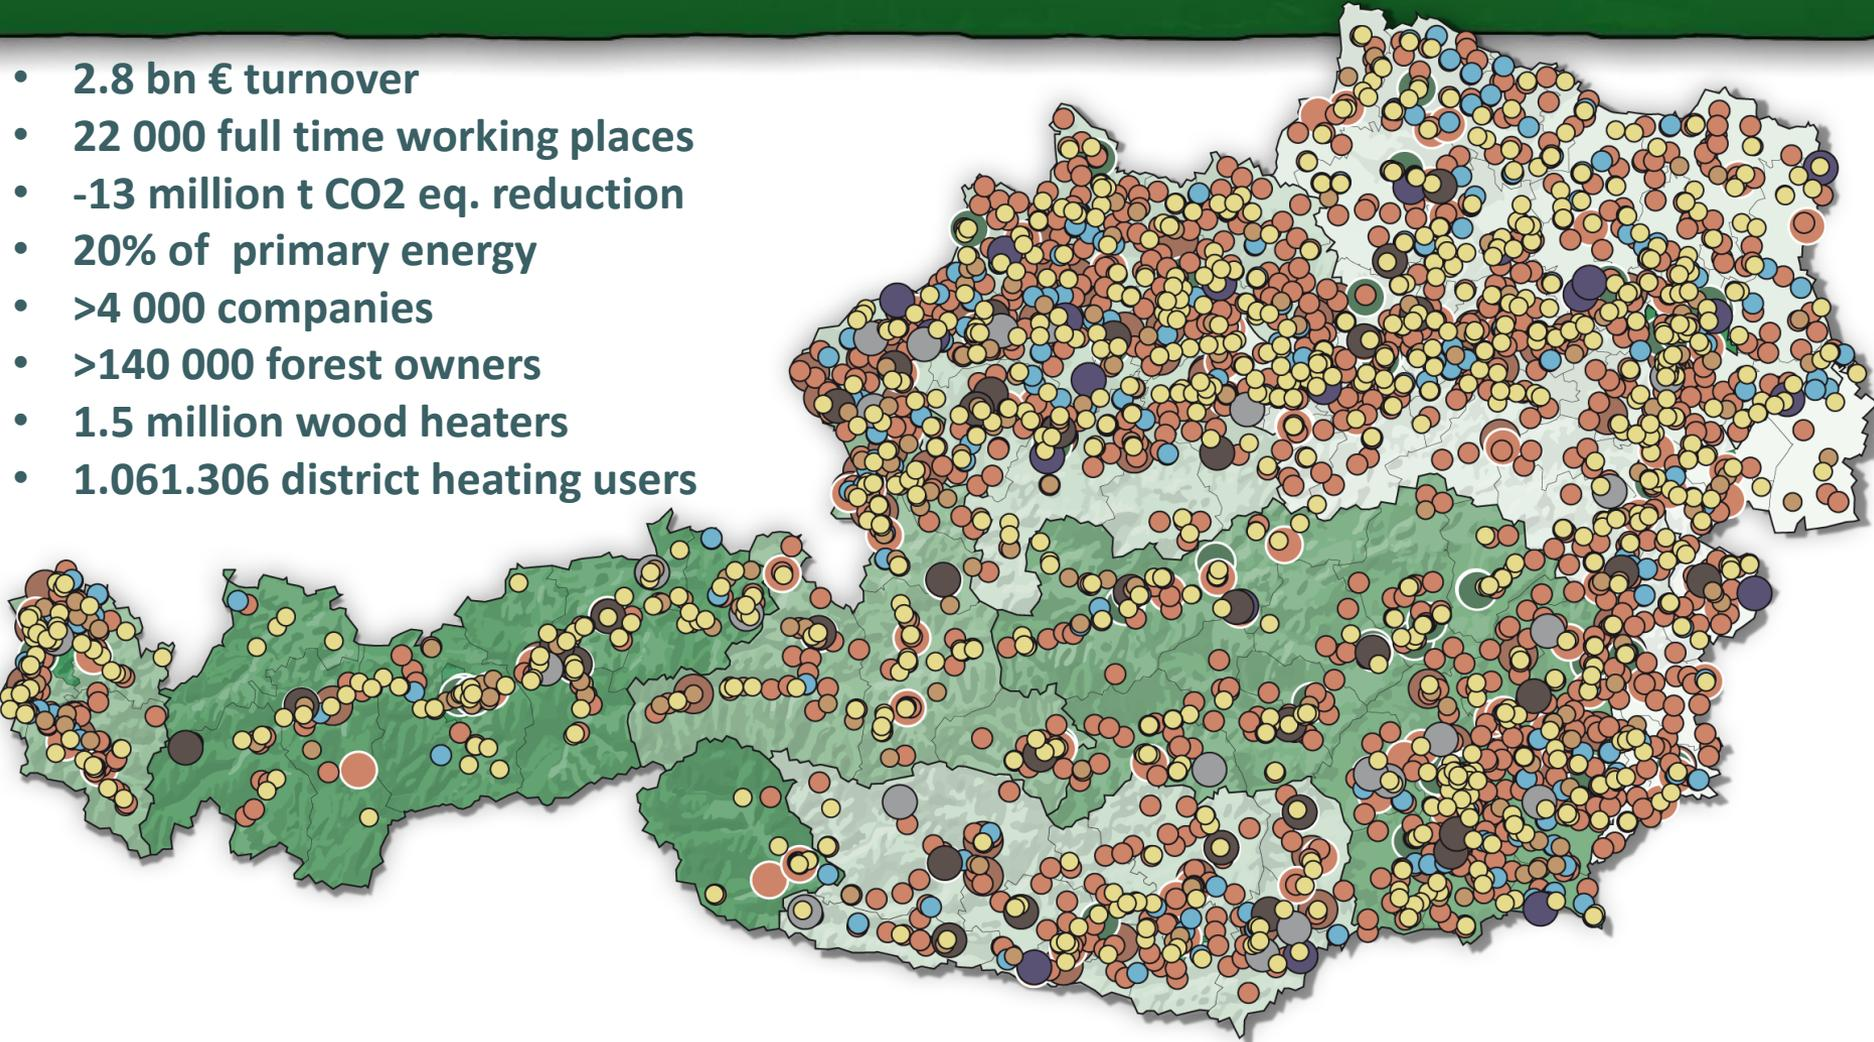 • 2.8 bn € turnover
• 22 000 full time working places
• -13 million t CO2 eq. reduction
• 20% of  primary energy
• >4 000 companies
• >140 000 forest owners
• 1.5 million wood heaters
• 1.061.306 district heating users